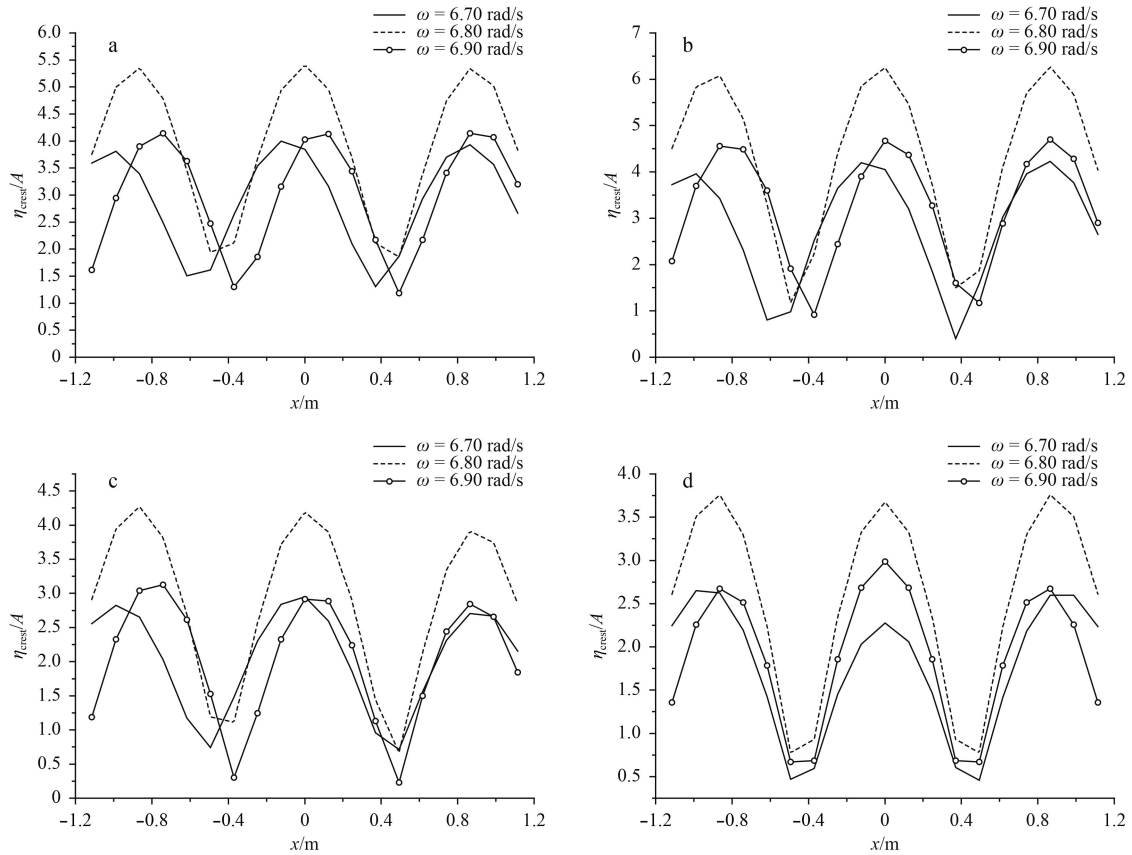 a
ω = 6.70 rad/s
ω = 6.80 rad/s
ω = 6.90 rad/s
6.0
5.5
5.0
4.5
4.0
3.5
3.0
2.5
2.0
1.5
1.0
0.5
0
ηcrest/A
−1.2
−0.8
−0.4
0
0.4
0.8
1.2
x/m
b
ω = 6.70 rad/s
ω = 6.80 rad/s
ω = 6.90 rad/s
7
6
5
4
3
2
1
0
ηcrest/A
−1.2
−0.8
−0.4
0
0.4
0.8
1.2
x/m
c
ω = 6.70 rad/s
ω = 6.80 rad/s
ω = 6.90 rad/s
4.5
4.0
3.5
3.0
2.5
2.0
1.5
1.0
0.5
0
ηcrest/A
−1.2
−0.8
−0.4
0
0.4
0.8
1.2
x/m
d
ω = 6.70 rad/s
ω = 6.80 rad/s
ω = 6.90 rad/s
4.0
3.5
3.0
2.5
2.0
1.5
1.0
0.5
ηcrest/A
−1.2
−0.8
−0.4
0
0.4
0.8
1.2
x/m